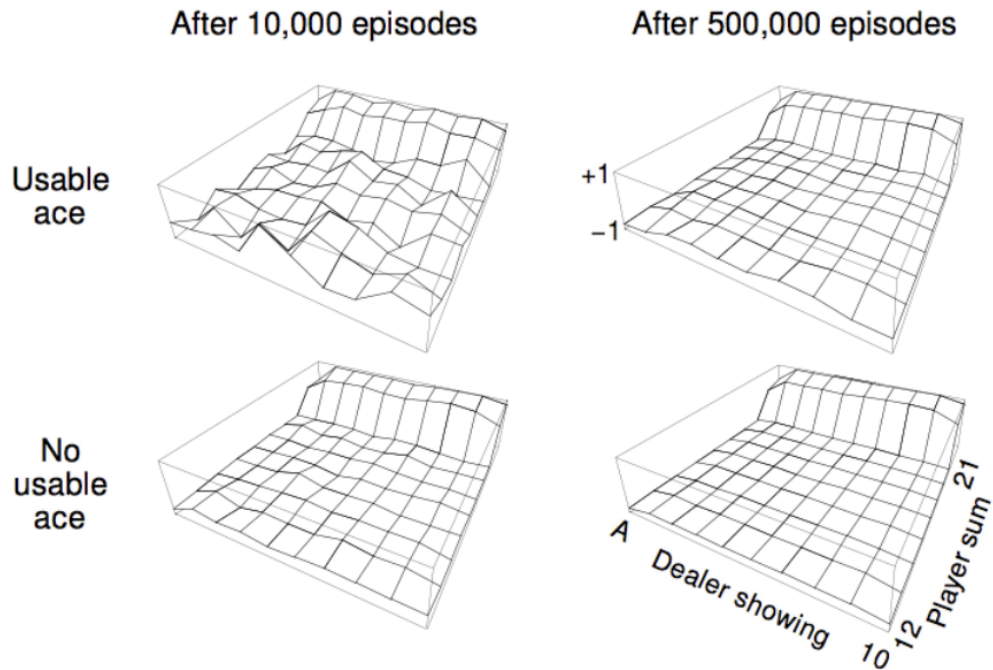 After 10,000 episodes
After 500,000 episodes
Usable
ace
+1
−1
No
usable
ace
A
Dealer showing
10
12
Player sum
21